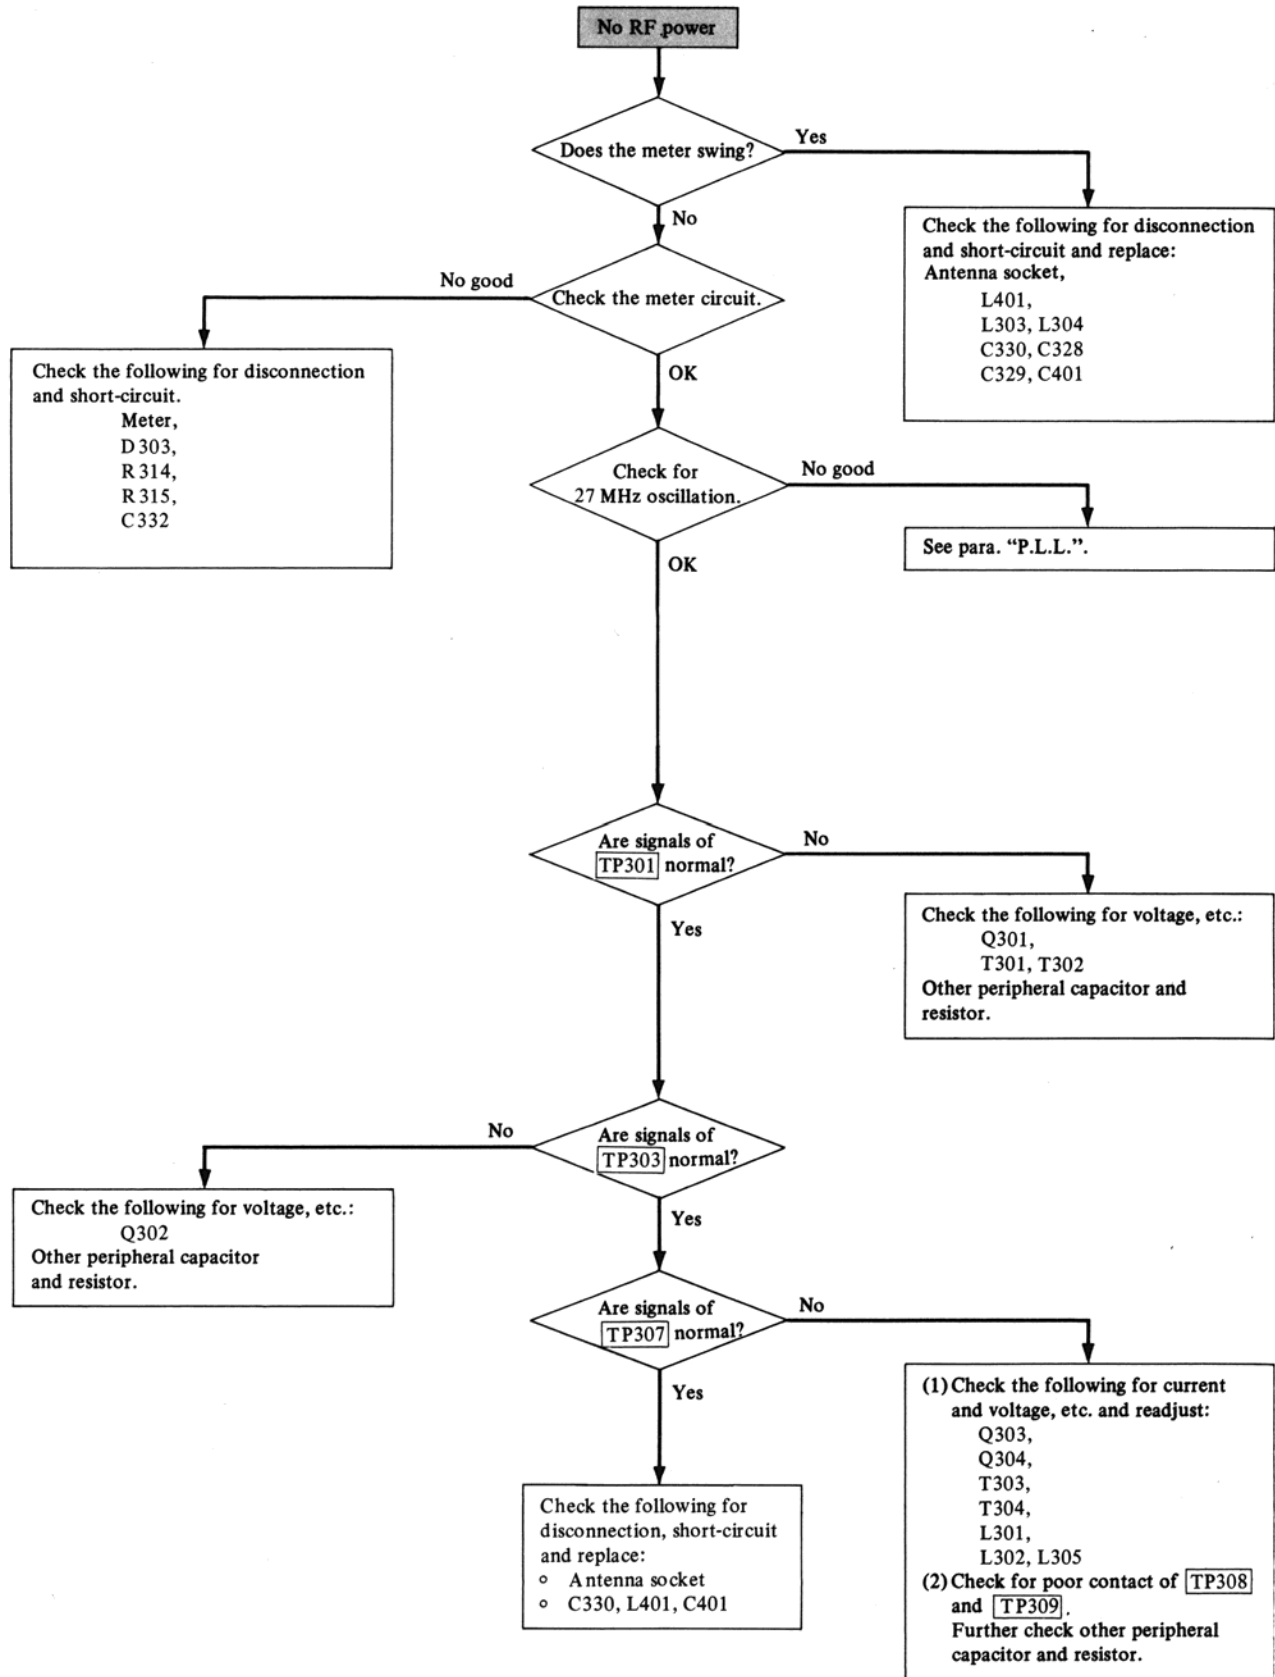 No RF power
Does the meter swing?
Yes
No
Check the following for disconnection
and short-circuit and replace:
Antenna socket,
L401,
L303, L304
C330, C328
C329, C401
Check the meter circuit.
No good
Check the following for disconnection
and short-circuit.
Meter,
D303,
R314,
R315,
C332
OK
Check for
27 MHz oscillation.
No good
See para. “P.L.L.”.
OK
Are signals of
TP301 normal?
No
Check the following for voltage, etc.:
Q301,
T301, T302
Other peripheral capacitor and
resistor.
Yes
Are signals of
TP303 normal?
No
Check the following for voltage, etc.:
Q302
Other peripheral capacitor
and resistor.
Yes
Are signals of
TP307 normal?
No
(1) Check the following for current
and voltage, etc. and readjust:
Q303,
Q304,
T303,
T304,
L301,
L302, L305
(2) Check for poor contact of TP308
and TP309.
Further check other peripheral
capacitor and resistor.
Yes
Check the following for
disconnection, short-circuit
and replace:
o Antenna socket
o C330, L401, C401